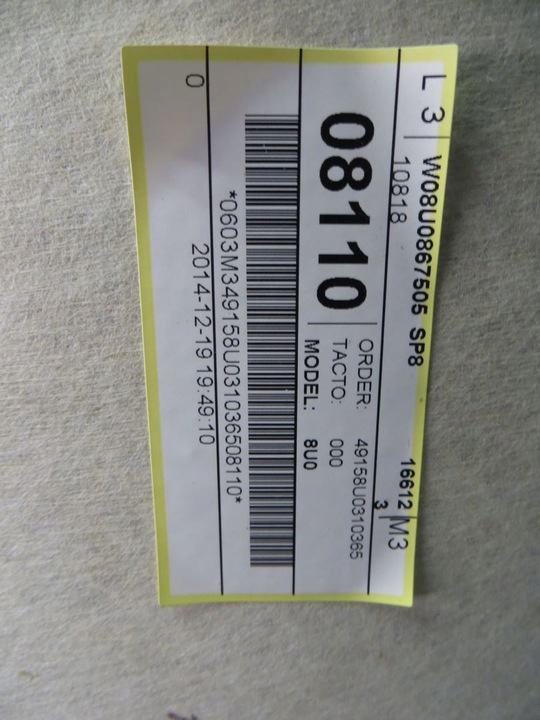 L 3 W08U0867505 SP8 16612 M3
10818 3
08110
ORDER: 49158U0310365
TACTO: 000
MODEL: 8U0
*0603M349158U031036508110*
0 2014-12-19 19:49:10